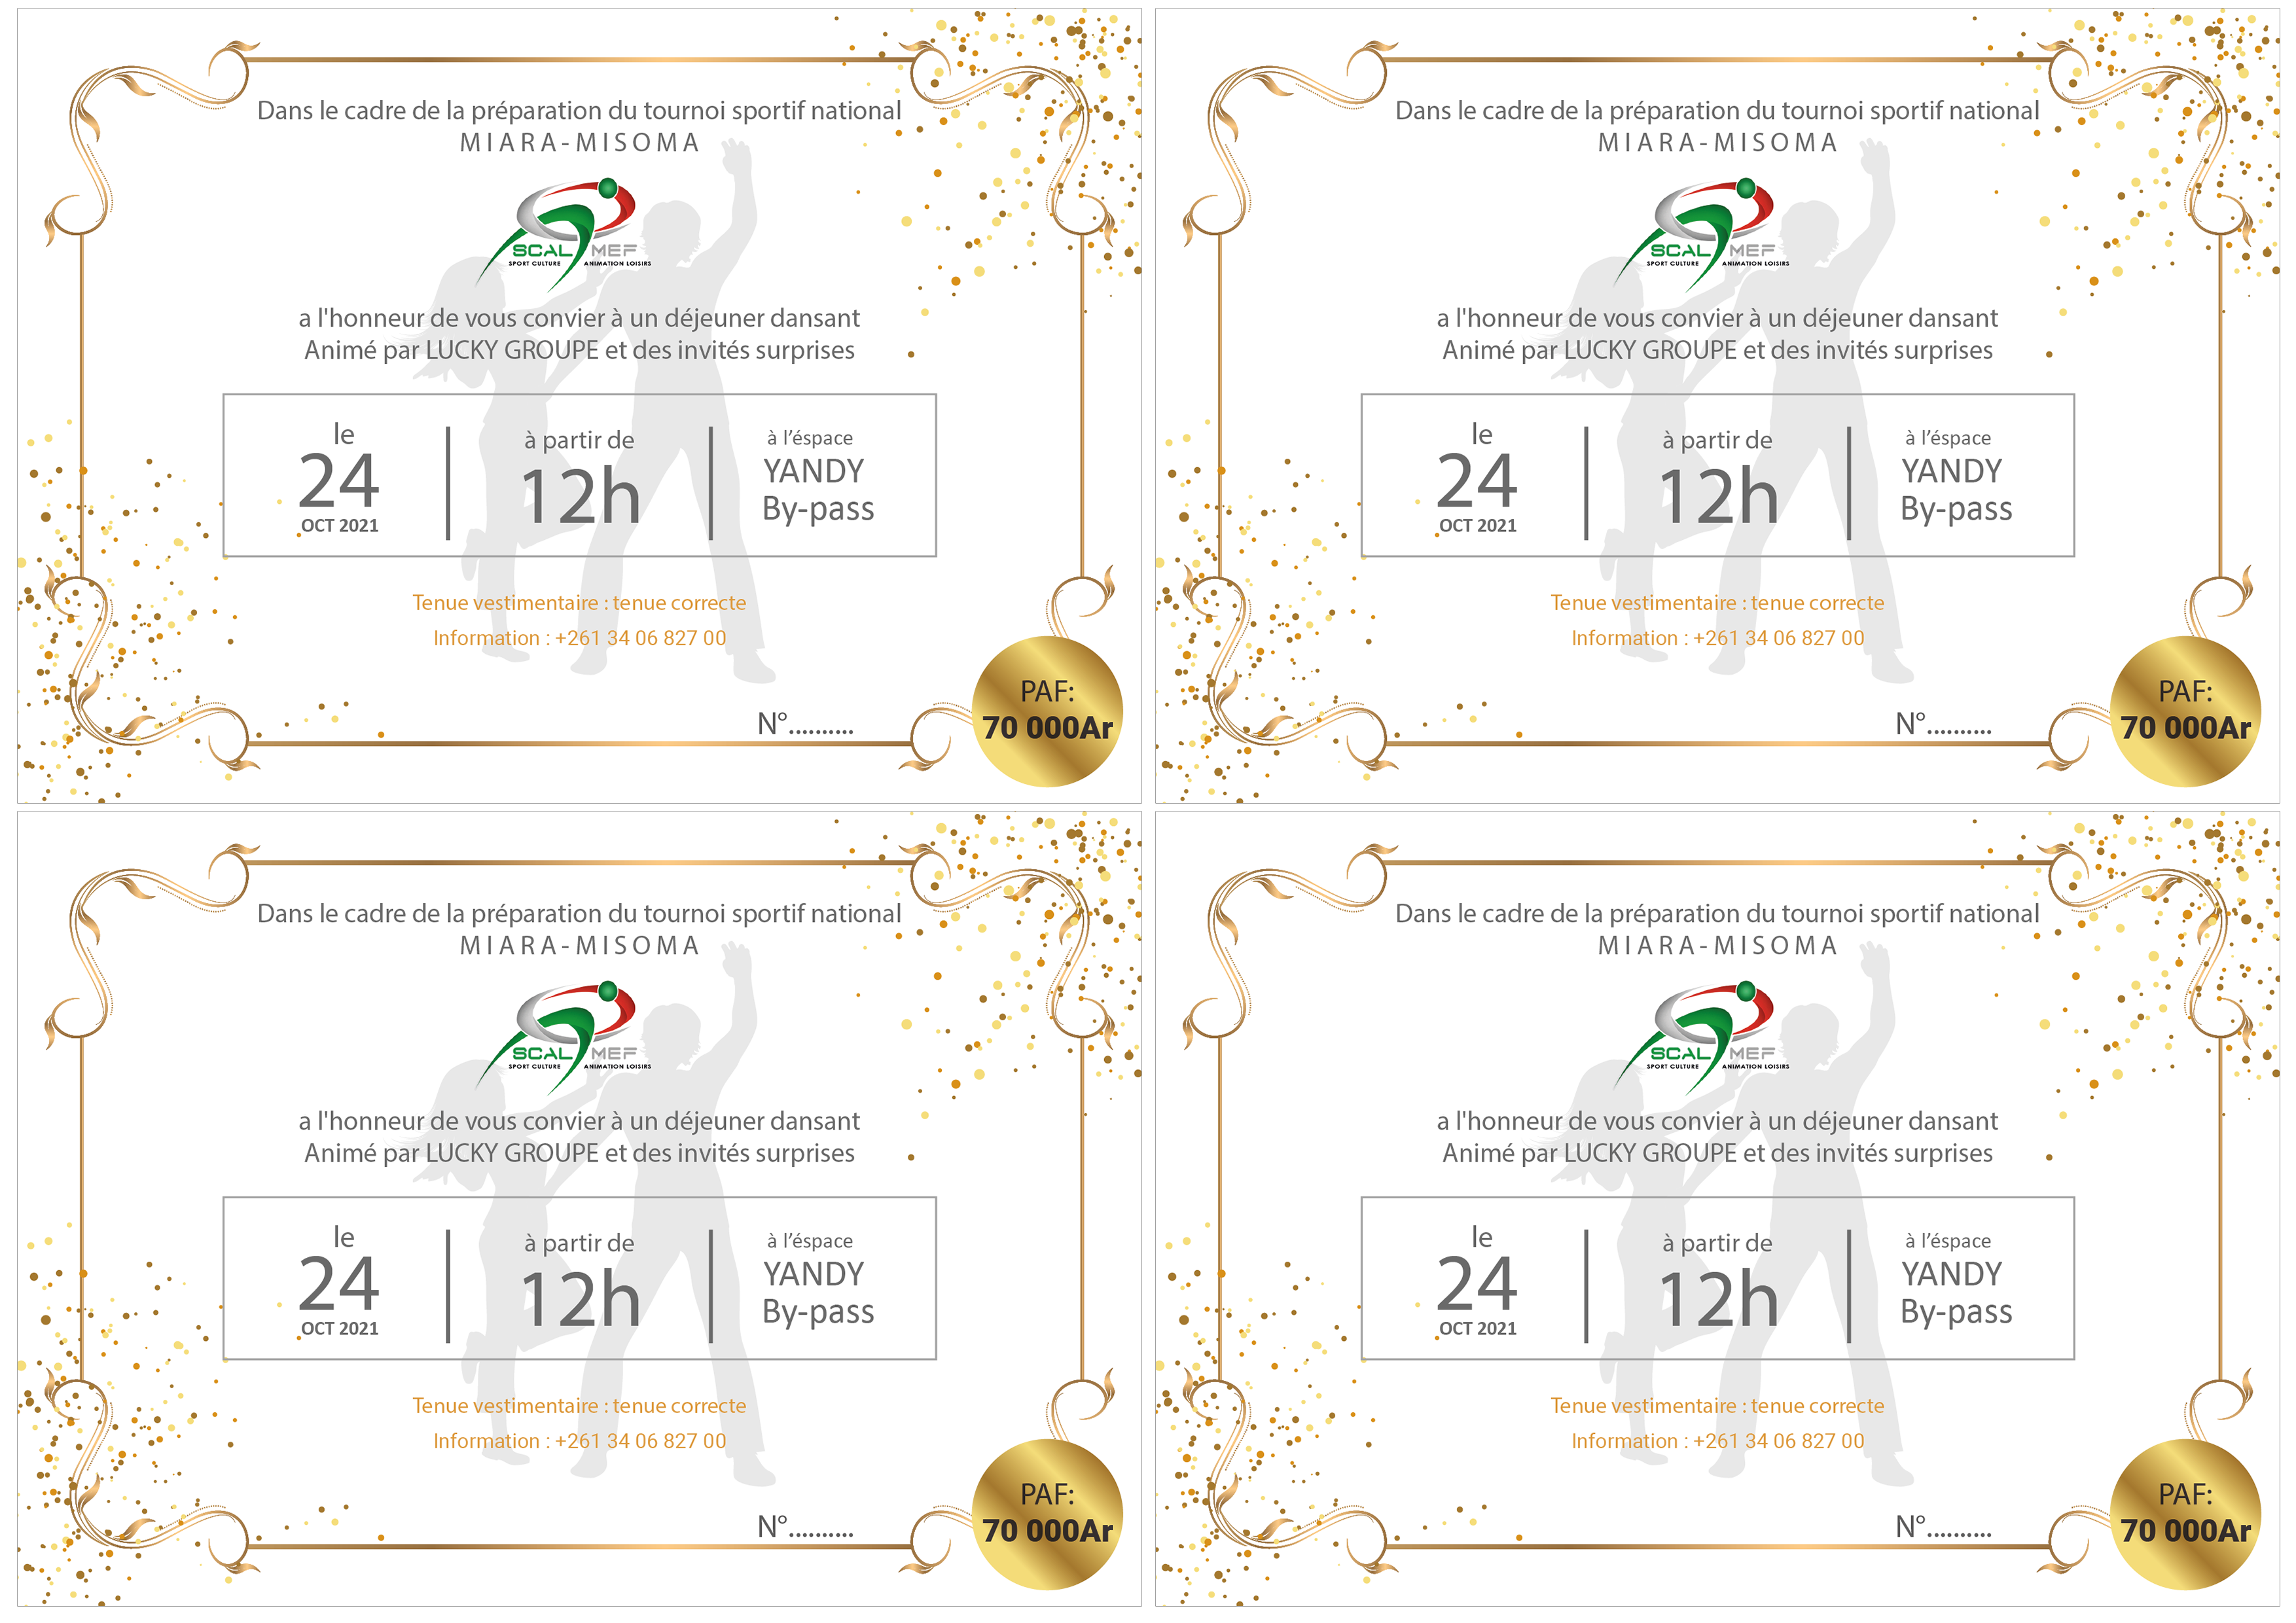 Dans le cadre de la préparation du tournoi sportif national
MIARA-MISOMA
SCAL MEF
SPORT CULTURE ANIMATION LOISIRS
a l'honneur de vous convier à un déjeuner dansant
Animé par LUCKY GROUPE et des invités surprises
le
24
OCT 2021
à partir de
12h
à l’éspace
YANDY
By-pass
Tenue vestimentaire : tenue correcte
Information : +261 34 06 827 00
N°..........
PAF:
70 000Ar
Dans le cadre de la préparation du tournoi sportif national
MIARA-MISOMA
SCAL MEF
SPORT CULTURE ANIMATION LOISIRS
a l'honneur de vous convier à un déjeuner dansant
Animé par LUCKY GROUPE et des invités surprises
le
24
OCT 2021
à partir de
12h
à l’éspace
YANDY
By-pass
Tenue vestimentaire : tenue correcte
Information : +261 34 06 827 00
N°..........
PAF:
70 000Ar
Dans le cadre de la préparation du tournoi sportif national
MIARA-MISOMA
SCAL MEF
SPORT CULTURE ANIMATION LOISIRS
a l'honneur de vous convier à un déjeuner dansant
Animé par LUCKY GROUPE et des invités surprises
le
24
OCT 2021
à partir de
12h
à l’éspace
YANDY
By-pass
Tenue vestimentaire : tenue correcte
Information : +261 34 06 827 00
N°..........
PAF:
70 000Ar
Dans le cadre de la préparation du tournoi sportif national
MIARA-MISOMA
SCAL MEF
SPORT CULTURE ANIMATION LOISIRS
a l'honneur de vous convier à un déjeuner dansant
Animé par LUCKY GROUPE et des invités surprises
le
24
OCT 2021
à partir de
12h
à l’éspace
YANDY
By-pass
Tenue vestimentaire : tenue correcte
Information : +261 34 06 827 00
N°..........
PAF:
70 000Ar